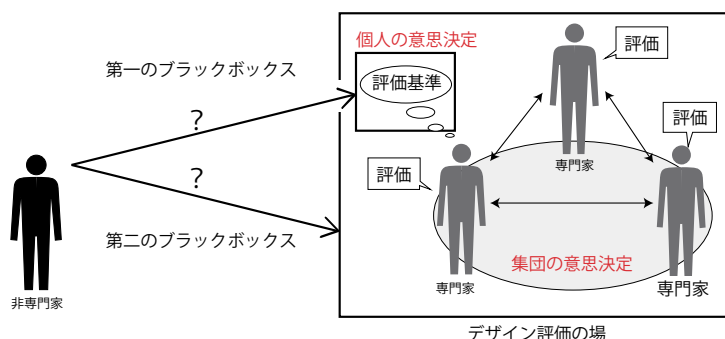 個人の意思決定
評価
第一のブラックボックス
評価基準
?
評価
専門家
評価
?
第二のブラックボックス
集団の意思決定
専門家
専門家
非専門家
デザイン評価の場